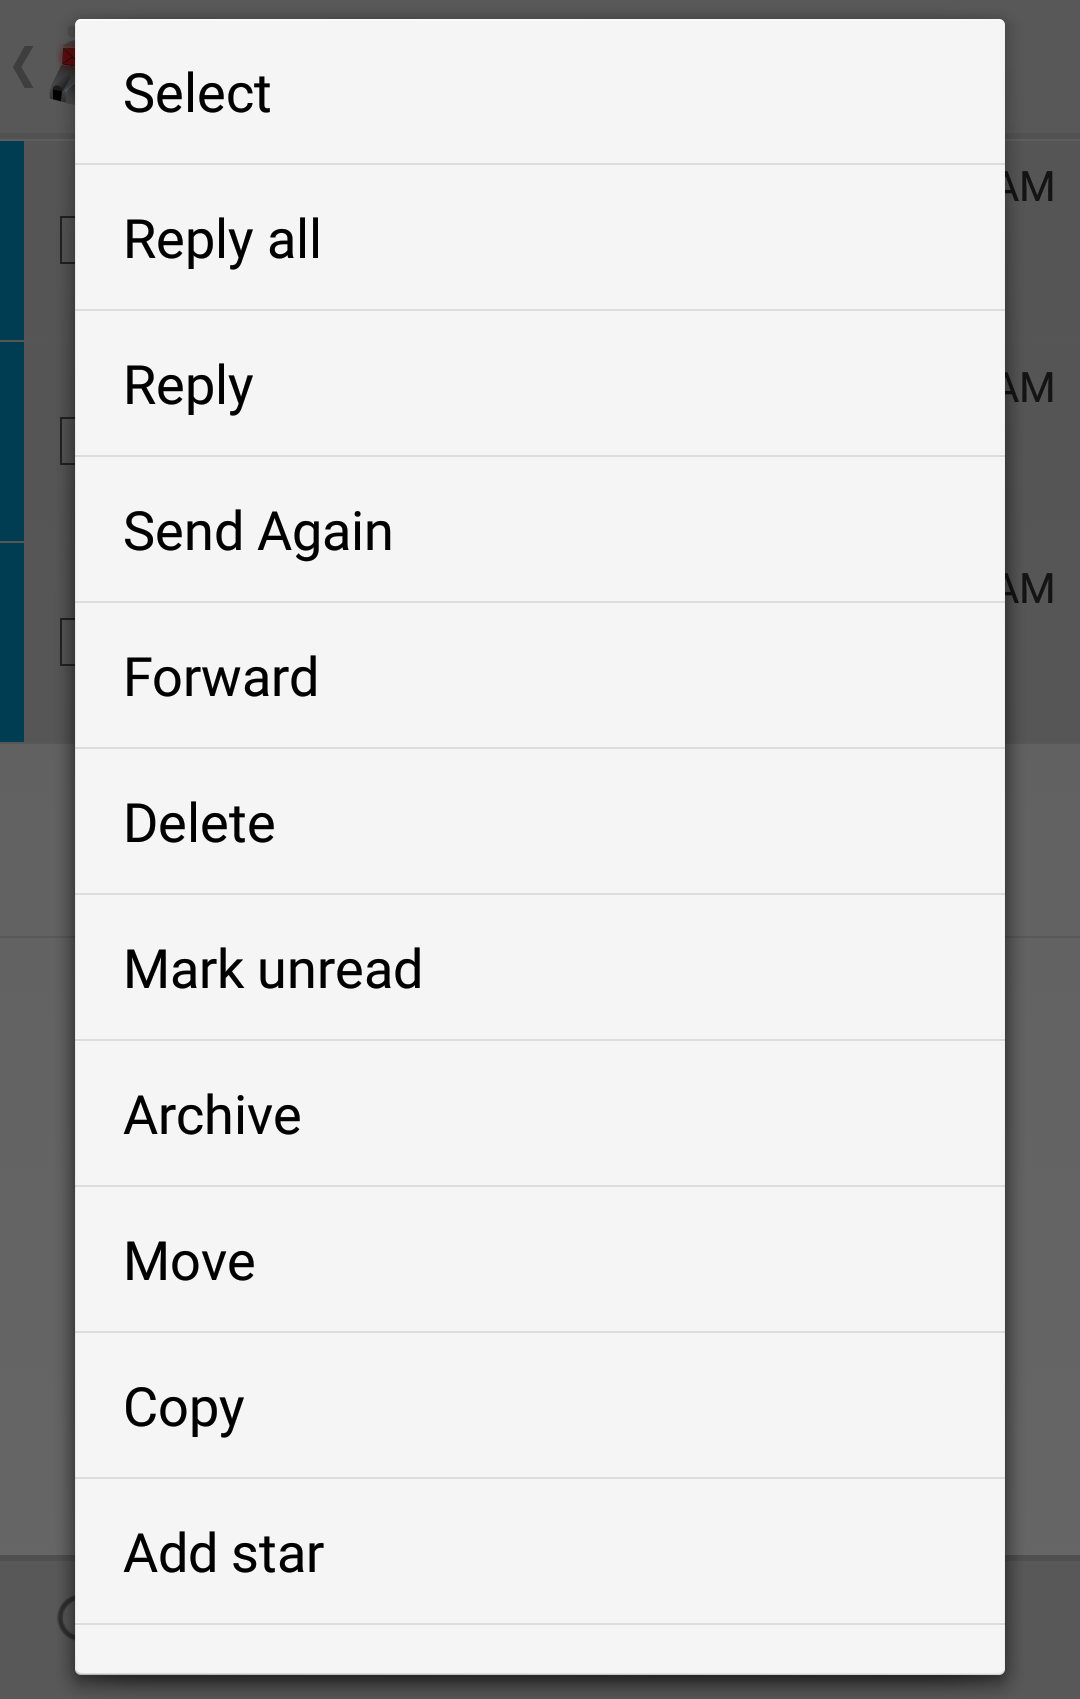 Select
AM
Reply all
Reply
AM
Send Again
AM
Forward
Delete
Mark unread
Archive
Move
Copy
Add star